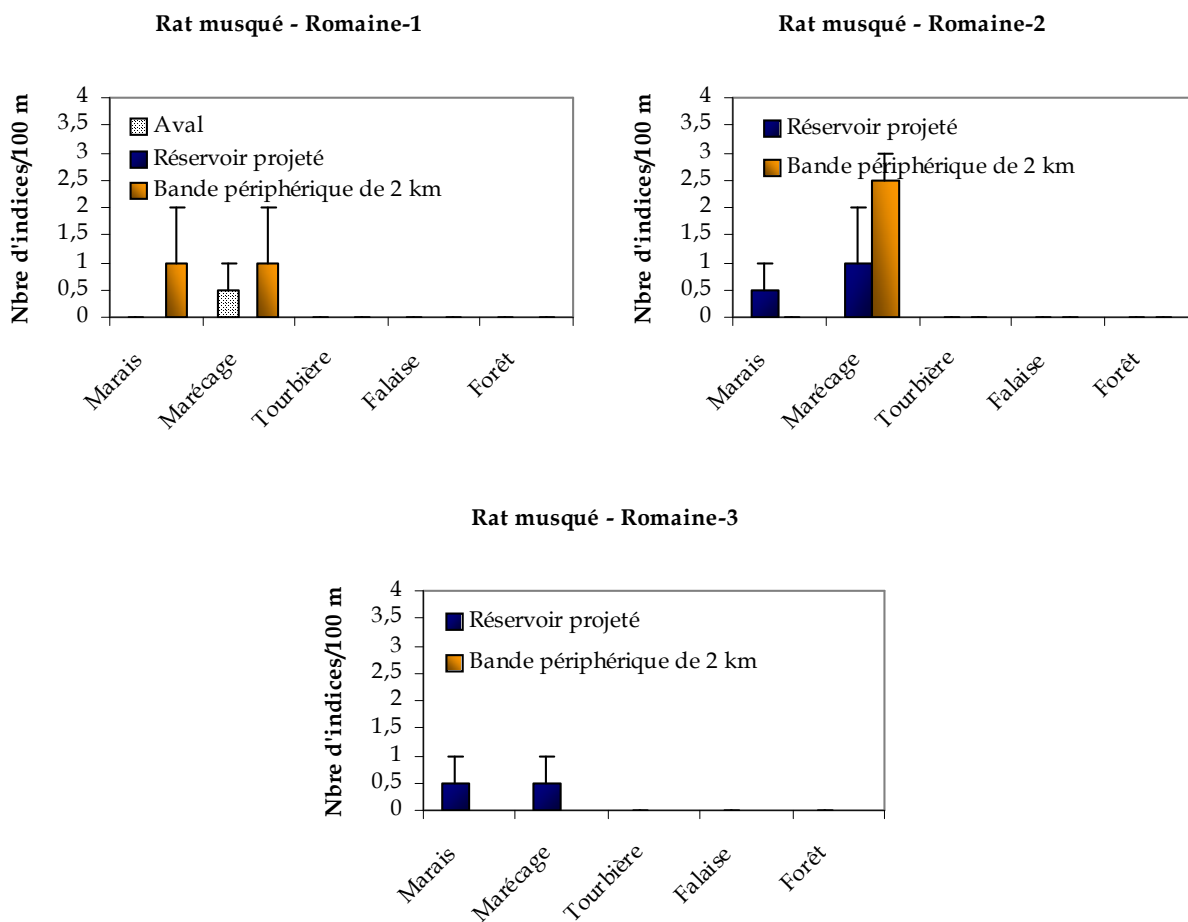 Rat musqué - Romaine-1
Nbre d'indices/100 m
4
3,5
3
2,5
2
1,5
1
0,5
0
Aval
Réservoir projeté
Bande périphérique de 2 km
Marais
Marécage
Tourbière
Falaise
Forêt
Rat musqué - Romaine-2
Nbre d'indices/100 m
4
3,5
3
2,5
2
1,5
1
0,5
0
Réservoir projeté
Bande périphérique de 2 km
Marais
Marécage
Tourbière
Falaise
Forêt
Rat musqué - Romaine-3
Nbre d'indices/100 m
4
3,5
3
2,5
2
1,5
1
0,5
0
Réservoir projeté
Bande périphérique de 2 km
Marais
Marécage
Tourbière
Falaise
Forêt